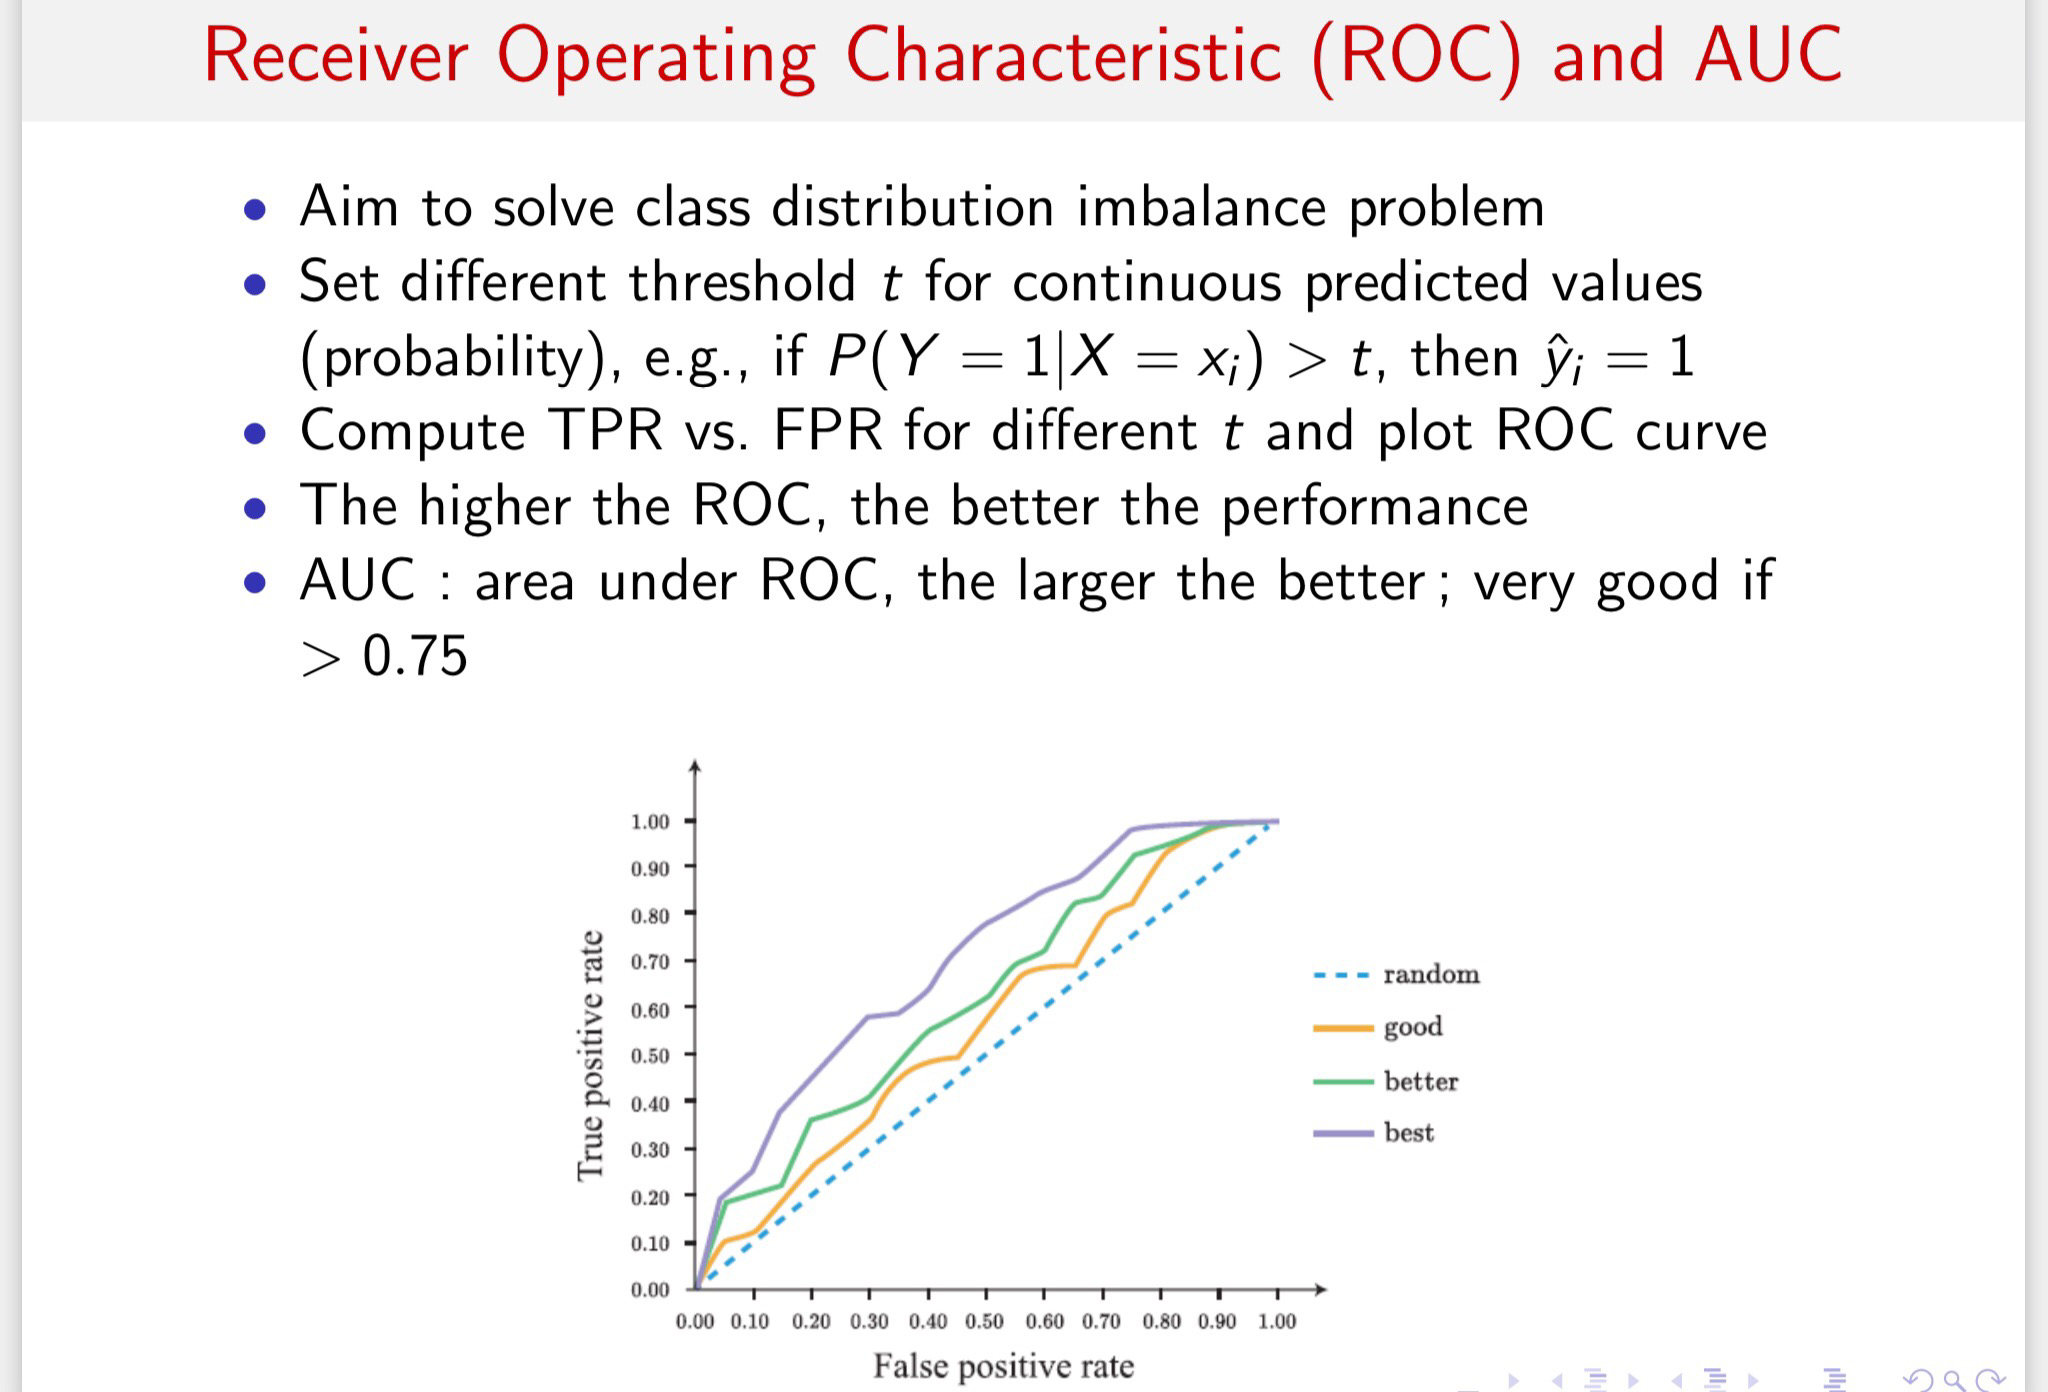 Receiver Operating Characteristic (ROC) and AUC
• Aim to solve class distribution imbalance problem
• Set different threshold t for continuous predicted values
(probability), e.g., if P(Y = 1|X = xᵢ) > t, then ŷᵢ = 1
• Compute TPR vs. FPR for different t and plot ROC curve
• The higher the ROC, the better the performance
• AUC : area under ROC, the larger the better ; very good if
> 0.75
True positive rate
1.00
0.90
0.80
0.70
0.60
0.50
0.40
0.30
0.20
0.10
0.00
0.00 0.10 0.20 0.30 0.40 0.50 0.60 0.70 0.80 0.90 1.00
False positive rate
random
good
better
best